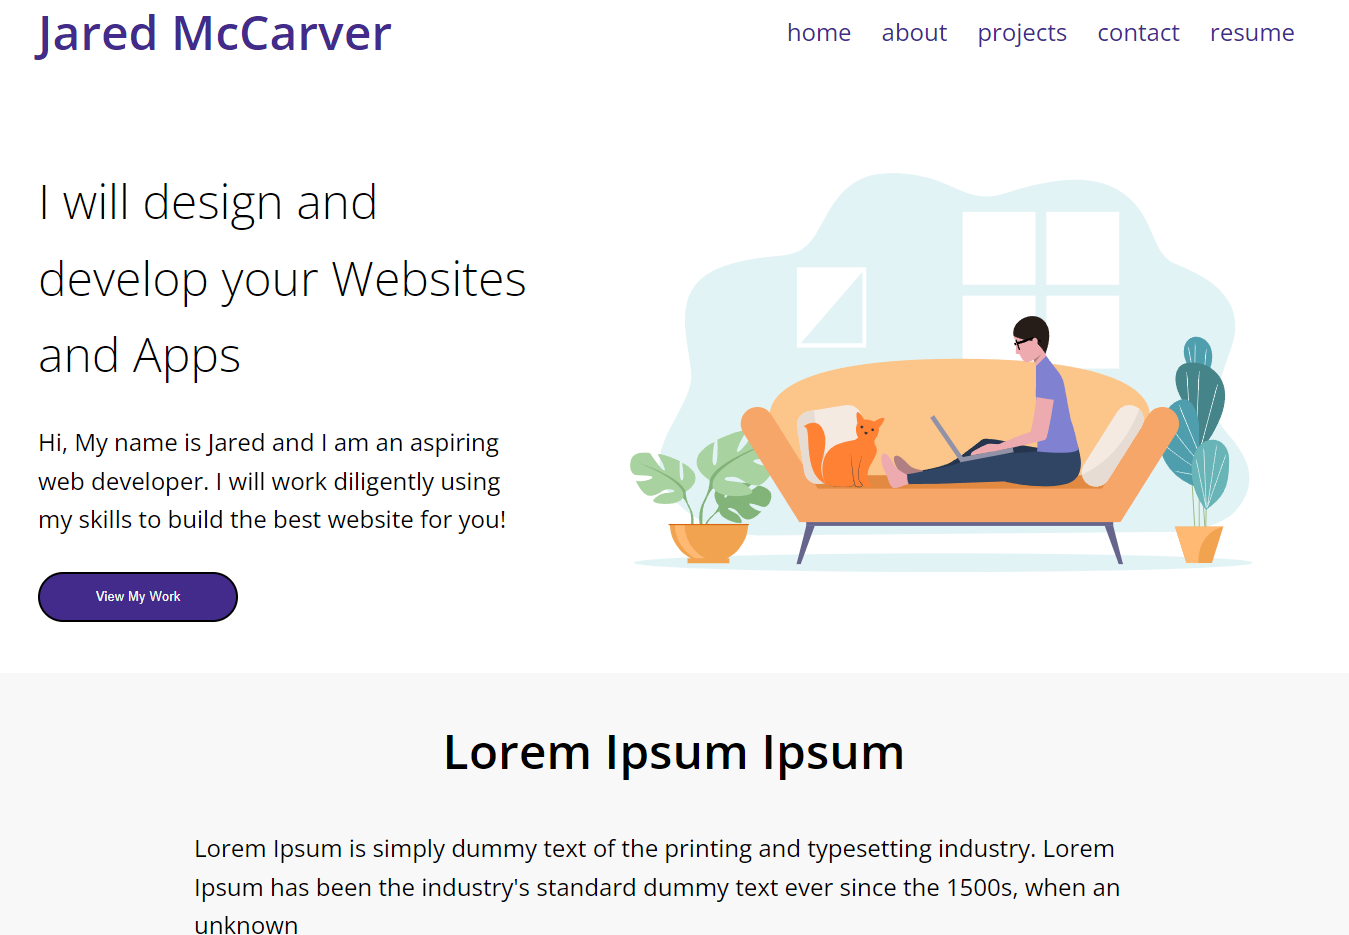 Jared McCarver
home about projects contact resume
I will design and
develop your Websites
and Apps
Hi, My name is Jared and I am an aspiring
web developer. I will work diligently using
my skills to build the best website for you!
View My Work
Lorem Ipsum Ipsum
Lorem Ipsum is simply dummy text of the printing and typesetting industry. Lorem
Ipsum has been the industry's standard dummy text ever since the 1500s, when an
unknown